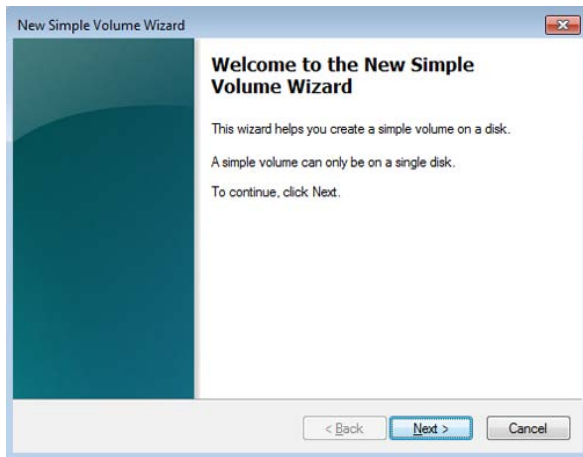 New Simple Volume Wizard
Welcome to the New Simple
Volume Wizard
This wizard helps you create a simple volume on a disk.
A simple volume can only be on a single disk.
To continue, click Next.
< Back
Next >
Cancel